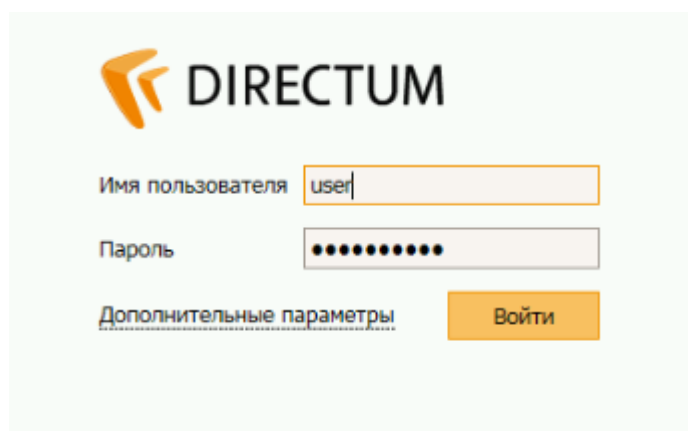 DIRECTUM
Имя пользователя user
Пароль ••••••••••
Дополнительные параметры Войти